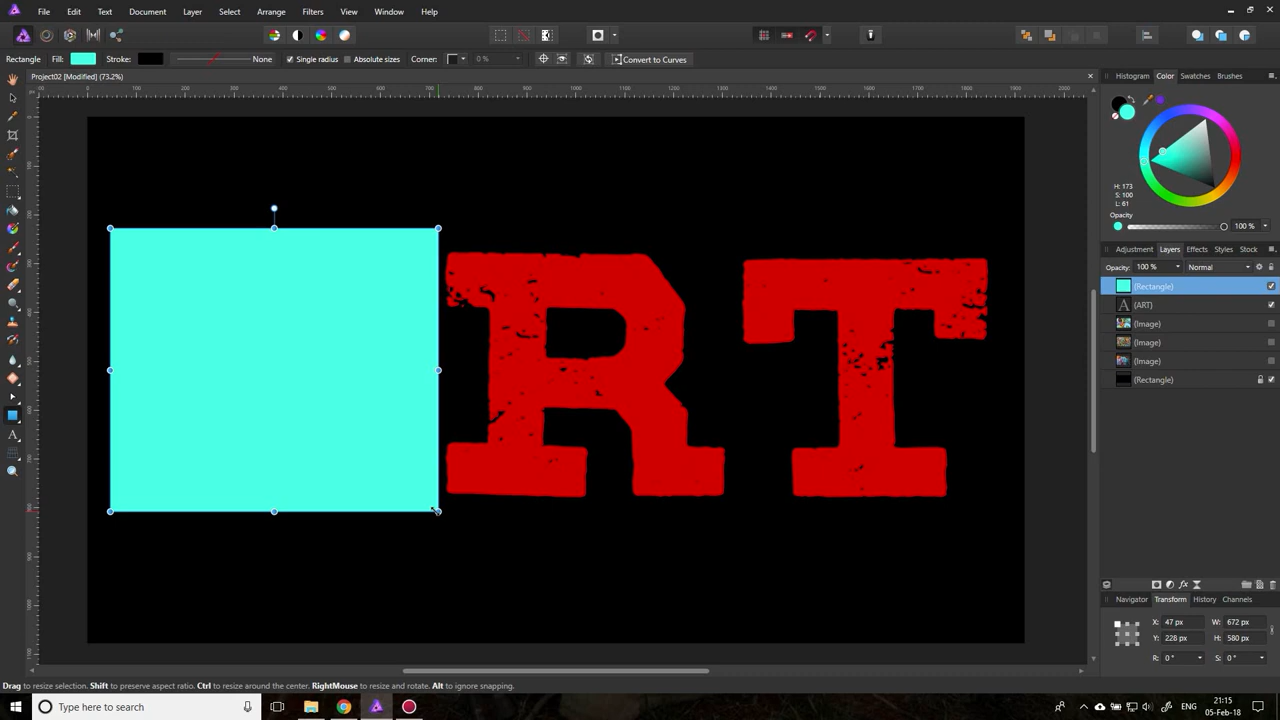 File Edit Text Document Layer Select Arrange Filters View Window Help
Rectangle Fill: Stroke: None Single radius Absolute sizes Corner: 0 % Convert to Curves
Project02 [Modified] (73.2%)
Histogram Color Swatches Brushes
H: 173
S: 100
L: 61
Opacity
100 %
Adjustment Layers Effects Styles Stock
Opacity: 100 % Normal
(Rectangle)
(ART)
(Image)
(Image)
(Image)
(Rectangle)
RT
Navigator Transform History Channels
X: 47 px W: 672 px
Y: 228 px H: 580 px
R: 0 ° S: 0 °
Drag to resize selection. Shift to preserve aspect ratio. Ctrl to resize around the center. RightMouse to resize and rotate. Alt to ignore snapping.
Type here to search
ENG
21:15
05-Feb-18